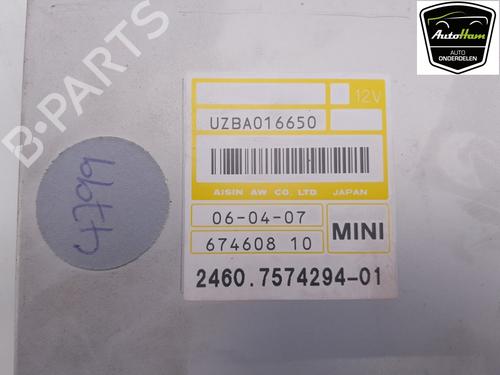 AutoHam
AUTO
ONDERDELEN
B-PARTS
12V
UZBA016650
AISIN AW CO., LTD JAPAN
4799
06-04-07
674608 10
MINI
2460.7574294-01